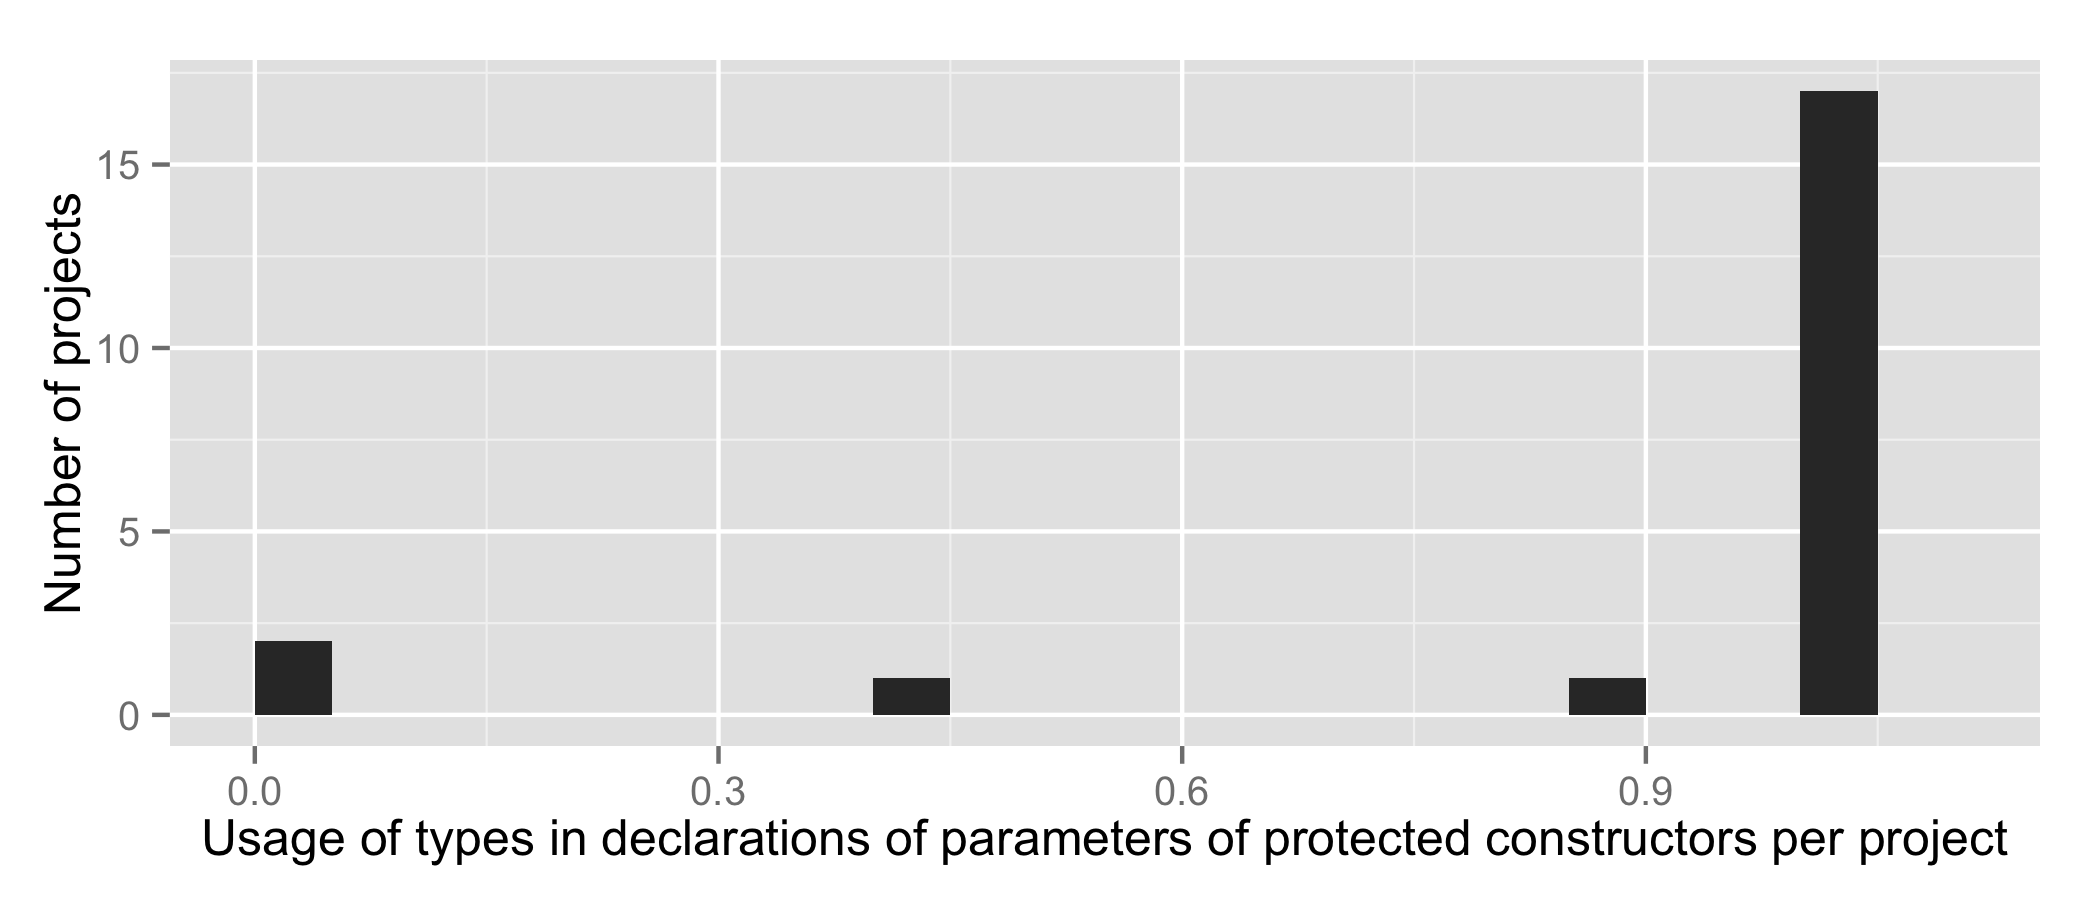 Number of projects
15
10
5
0
0.0 0.3 0.6 0.9
Usage of types in declarations of parameters of protected constructors per project